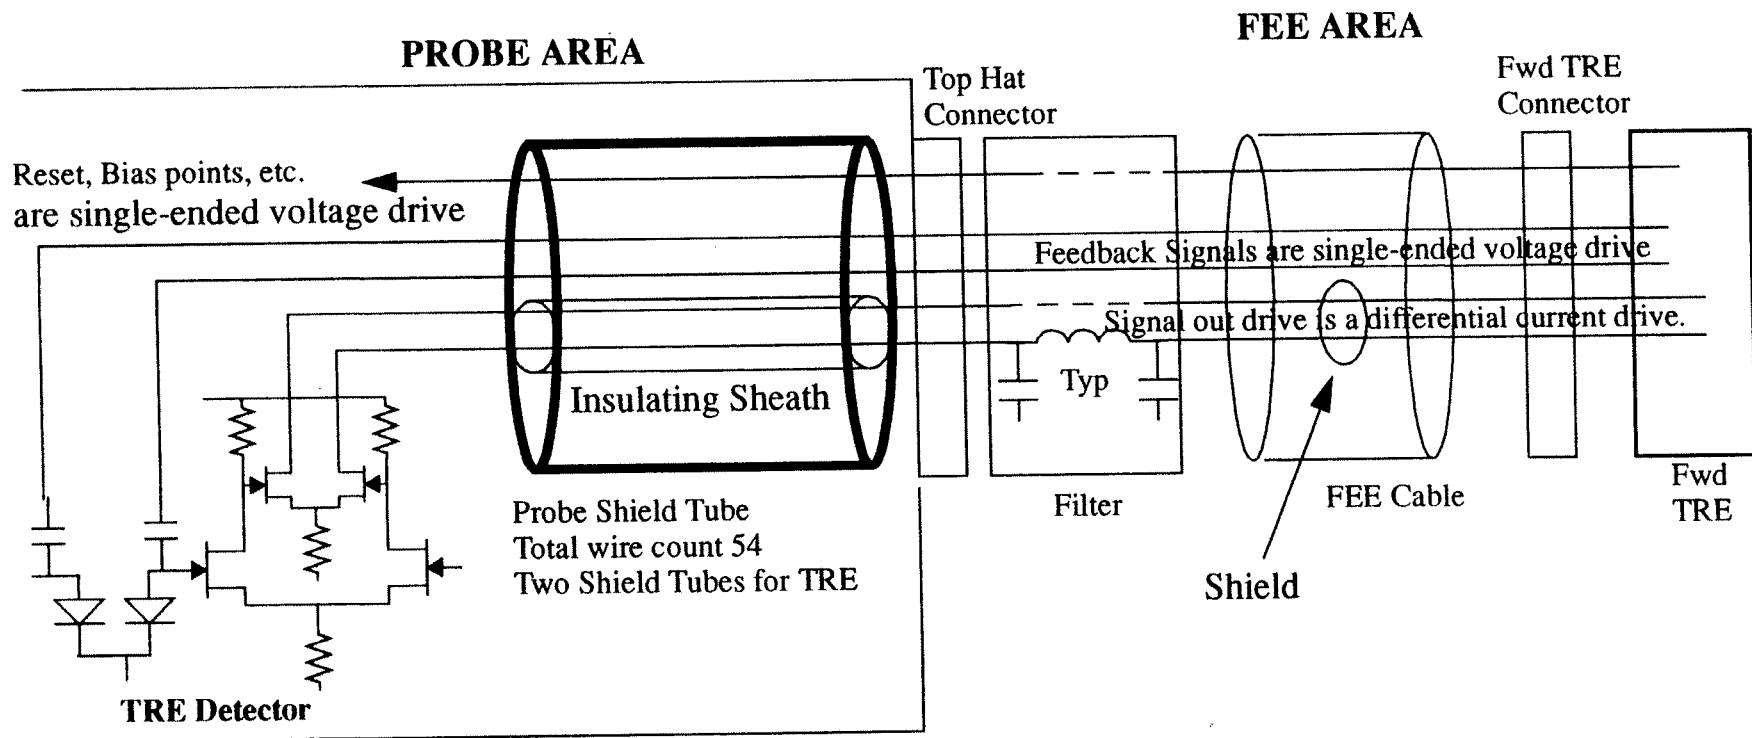 PROBE AREA
FEE AREA
Top Hat
Connector
Fwd TRE
Connector
Reset, Bias points, etc.
are single-ended voltage drive
Feedback Signals are single-ended voltage drive
Signal out drive is a differential current drive.
Typ
Insulating Sheath
Probe Shield Tube
Total wire count 54
Two Shield Tubes for TRE
Filter
FEE Cable
Fwd
TRE
Shield
TRE Detector